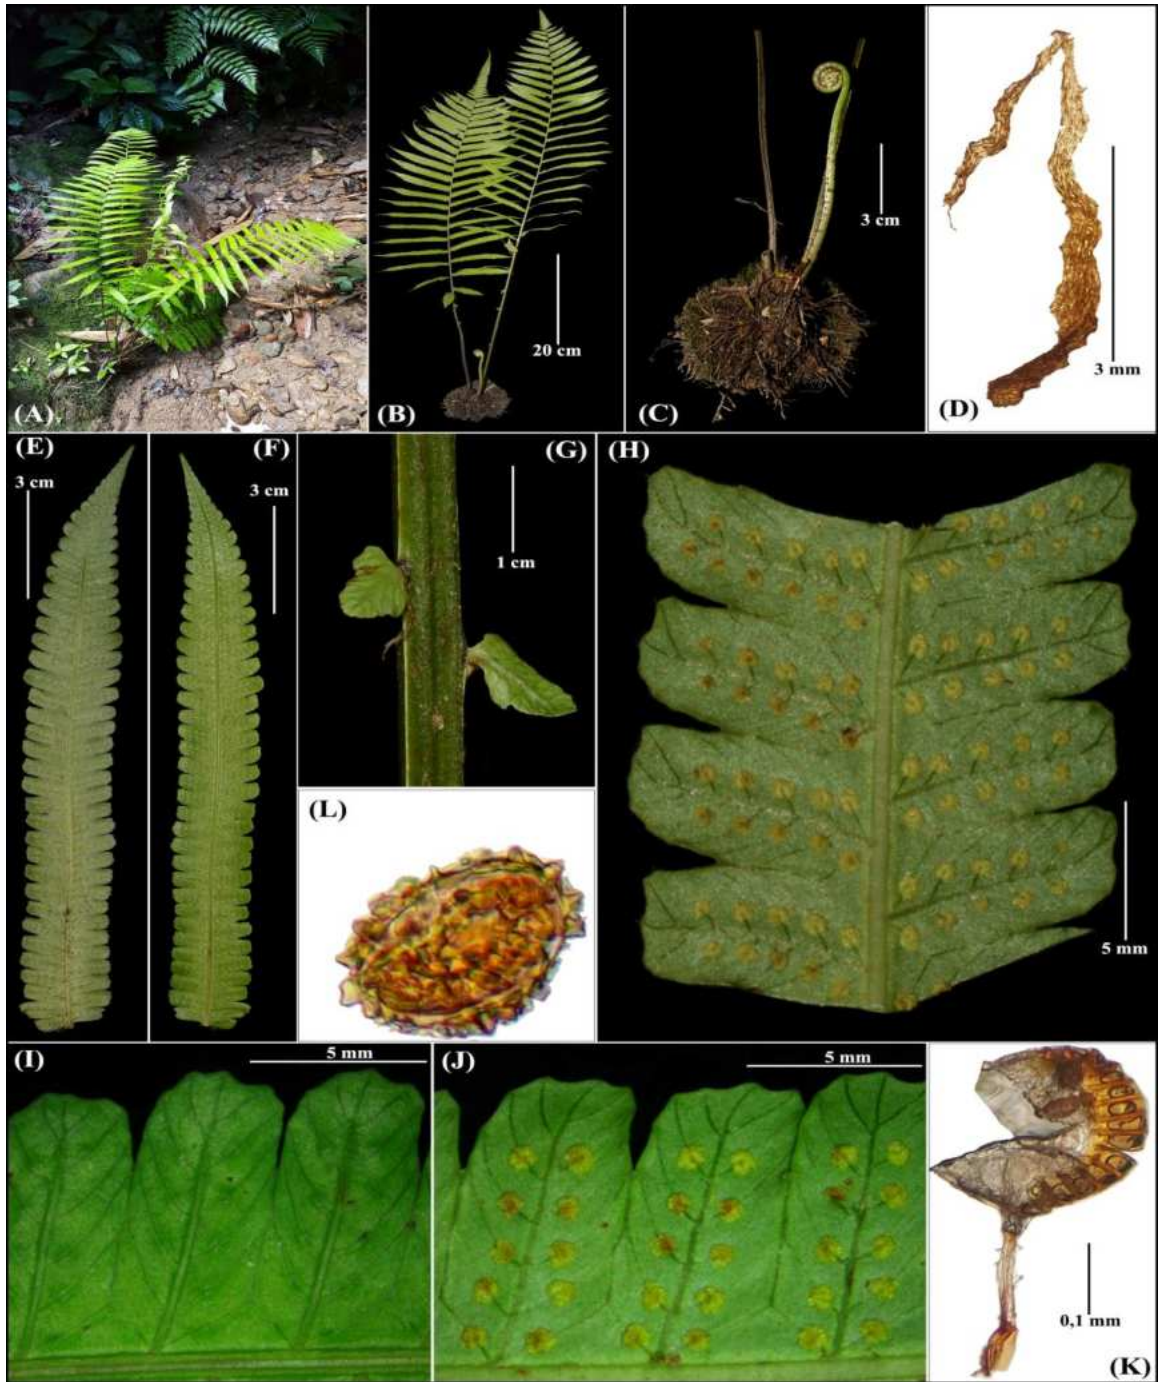 (A)
20 cm
(B)
3 cm
(C)
3 mm
(D)
(E)
3 cm
(F)
3 cm
(G)
1 cm
(H)
5 mm
(L)
(I)
5 mm
(J)
5 mm
0,1 mm
(K)